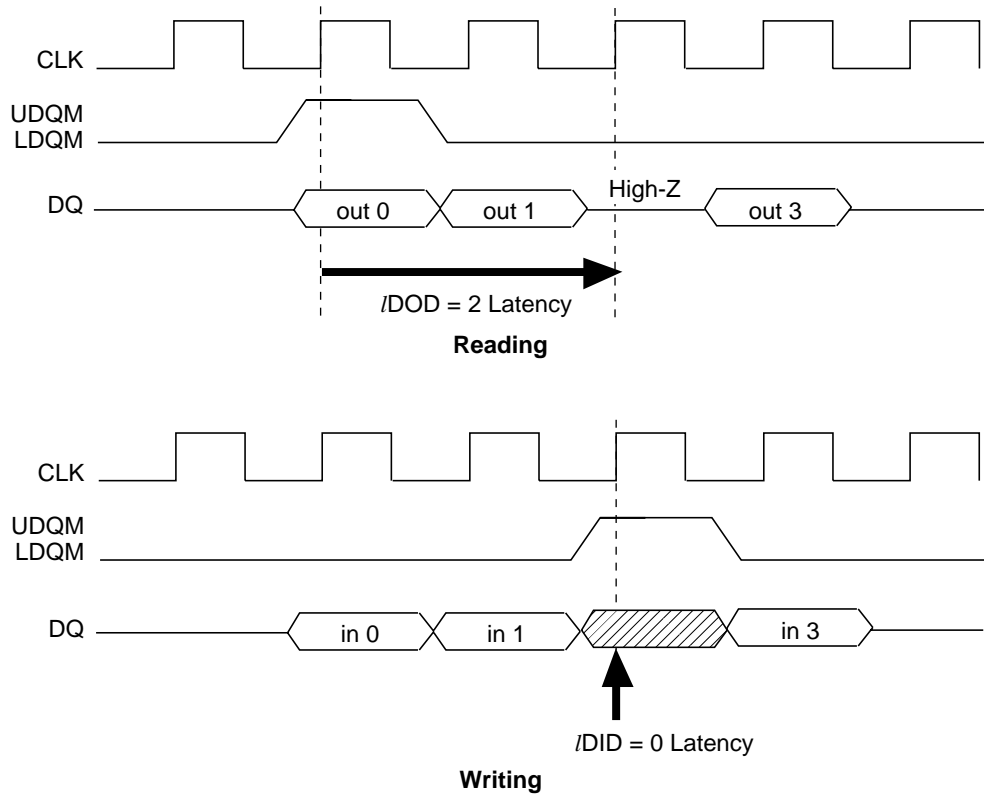 CLK
UDQM
LDQM
DQ
out 0
out 1
High-Z
out 3
lDOD = 2 Latency
Reading
CLK
UDQM
LDQM
DQ
in 0
in 1
in 3
lDID = 0 Latency
Writing